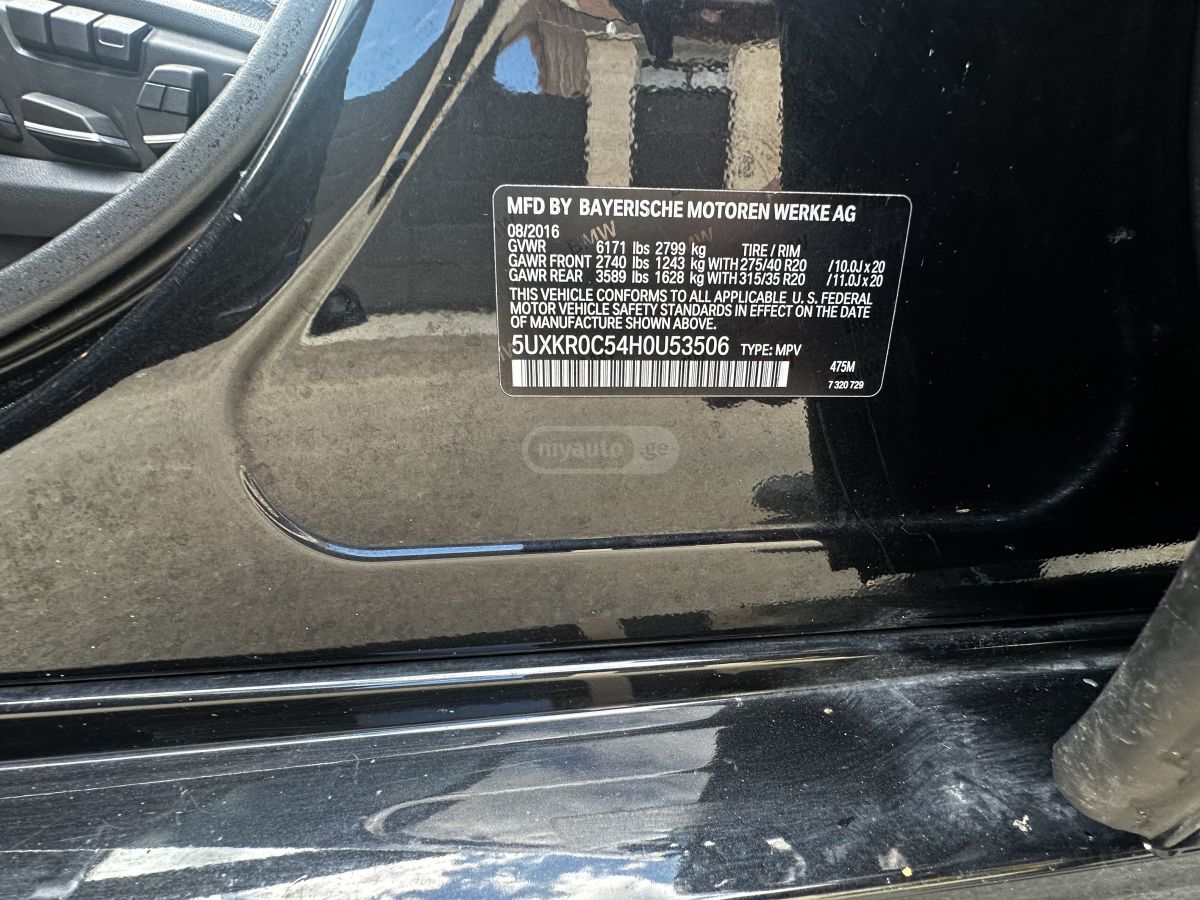 MFD BY BAYERISCHE MOTOREN WERKE AG
08/2016
GVWR 6171 lbs 2799 kg TIRE / RIM
GAWR FRONT 2740 lbs 1243 kg WITH 275/40 R20 /10.0J x 20
GAWR REAR 3589 lbs 1628 kg WITH 315/35 R20 /11.0J x 20
THIS VEHICLE CONFORMS TO ALL APPLICABLE U. S. FEDERAL
MOTOR VEHICLE SAFETY STANDARDS IN EFFECT ON THE DATE
OF MANUFACTURE SHOWN ABOVE.
5UXKR0C54H0U53506 TYPE: MPV
475M
7 320 729
myauto.ge